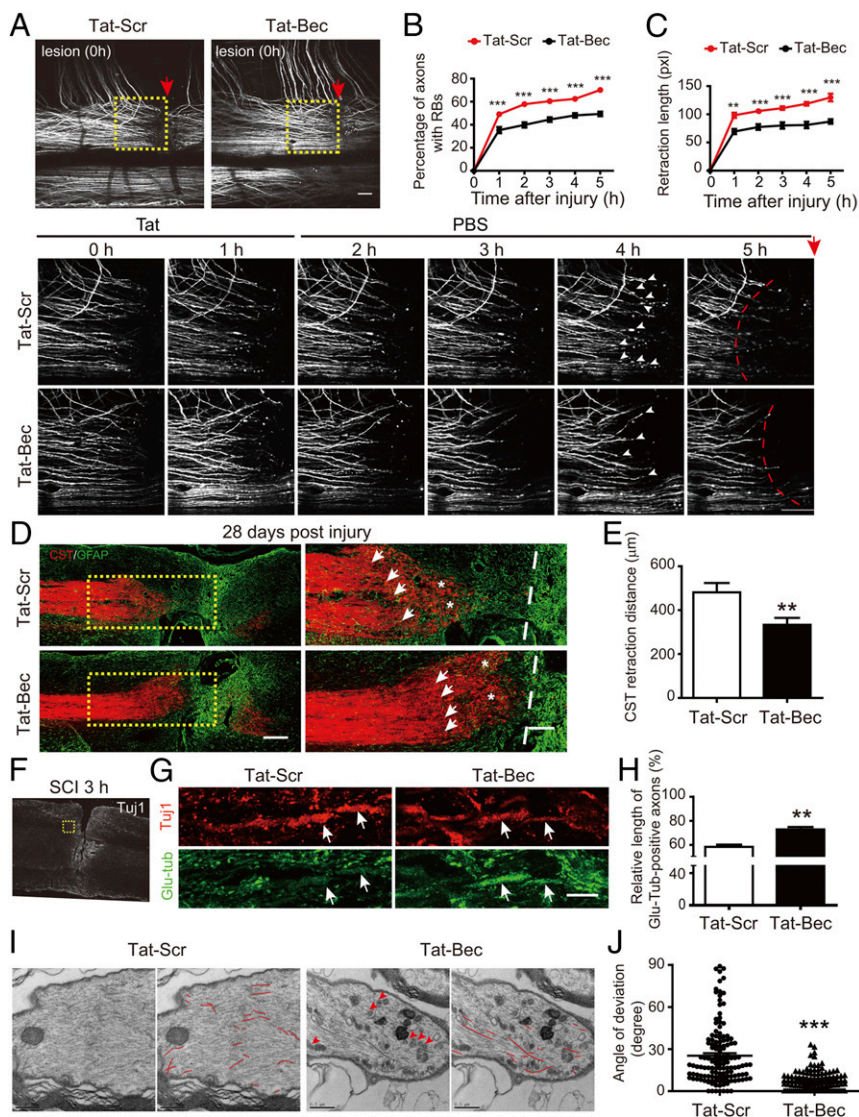 A
Tat-Scr Tat-Bec
lesion (0h) lesion (0h)
B
Tat-Scr Tat-Bec
Percentage of axons
with RBs
80
60
40
20
0
*** *** *** *** ***
0 1 2 3 4 5
Time after injury (h)
C
Tat-Scr Tat-Bec
Retraction length (pxl)
200
150
100
50
0
** *** *** *** ***
0 1 2 3 4 5
Time after injury (h)
Tat PBS
0 h 1 h 2 h 3 h 4 h 5 h
Tat-Scr
Tat-Bec
D
28 days post injury
CST/GFAP
Tat-Scr
*
*
Tat-Bec
*
*
E
CST retraction distance (μm)
600
400
200
0
**
Tat-Scr Tat-Bec
F
SCI 3 h
Tuj1
G
Tat-Scr Tat-Bec
Tuj1
Glu-tub
H
Relative length of
Glu-Tub-positive axons (%)
100
80
60
40
20
0
**
Tat-Scr Tat-Bec
I
Tat-Scr Tat-Bec
J
Angle of deviation
(degree)
90
60
30
0
***
Tat-Scr Tat-Bec